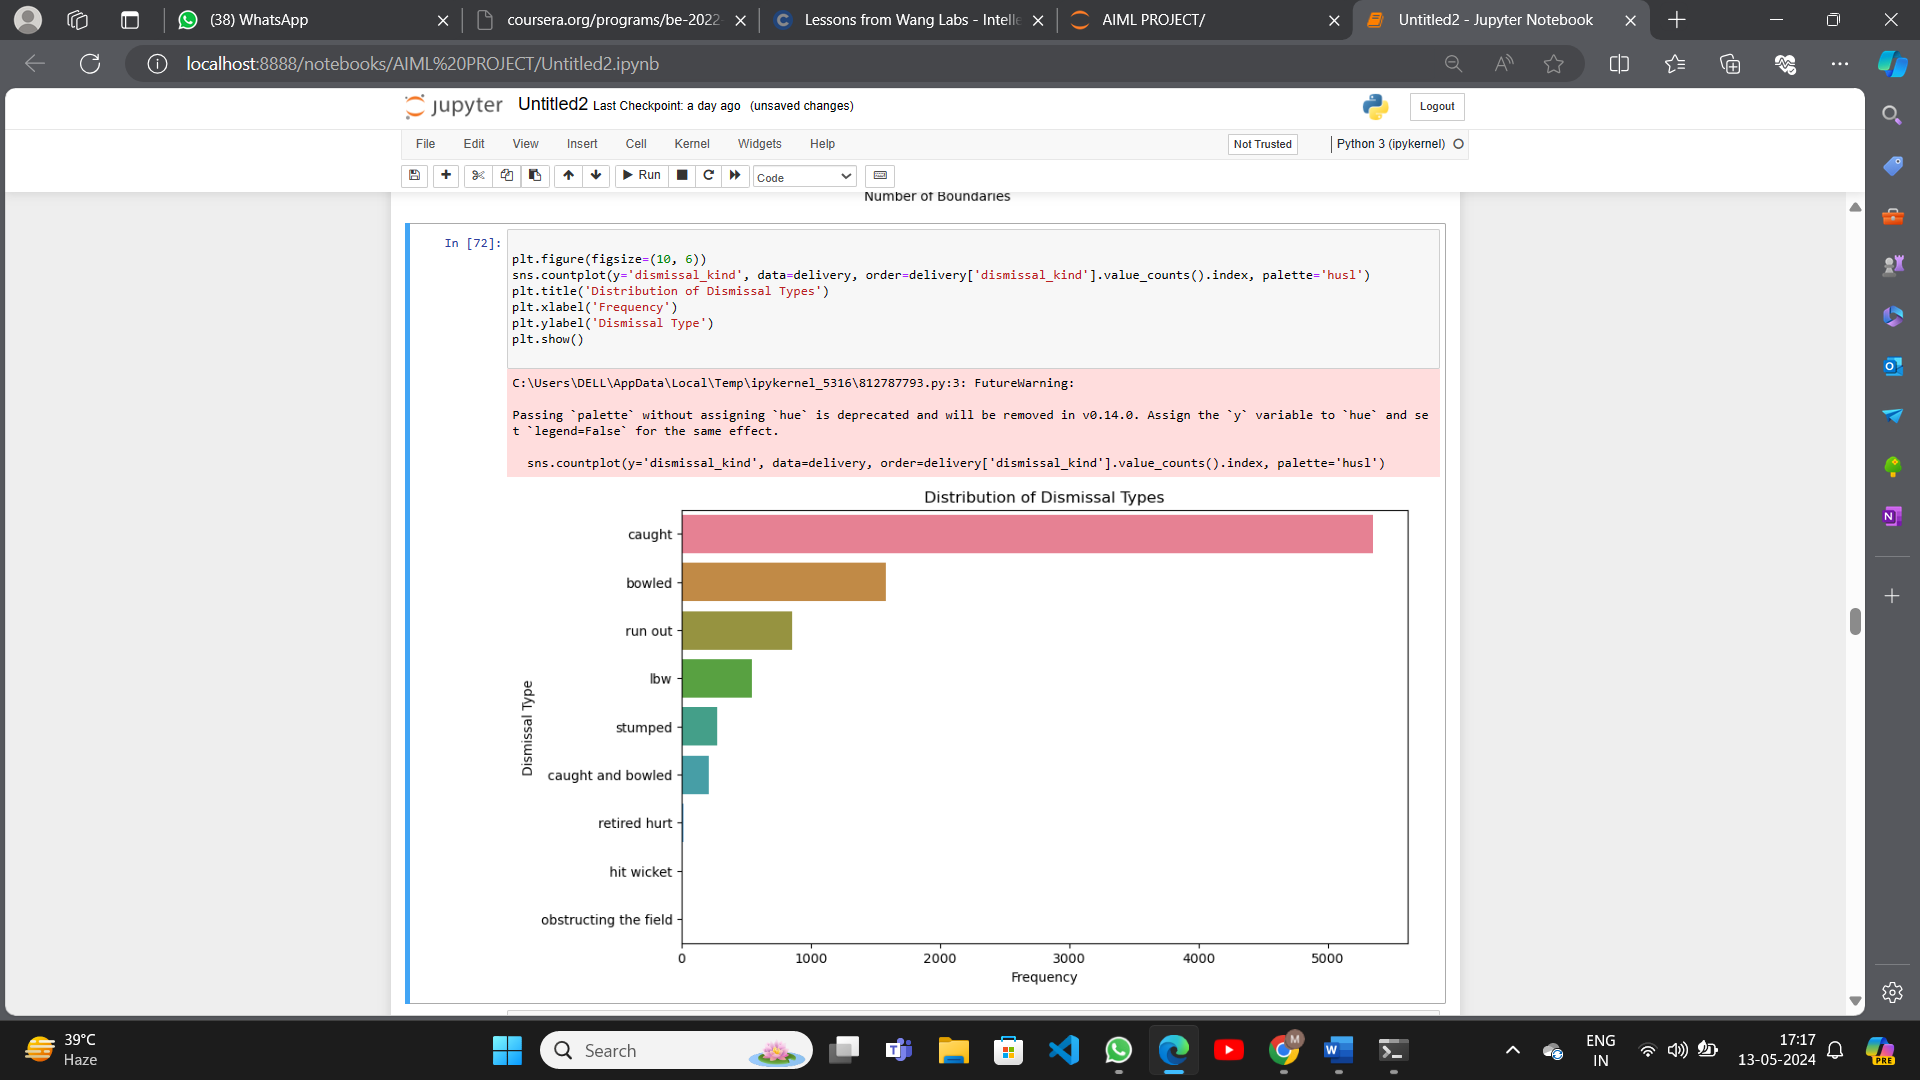 (38) WhatsApp
coursera.org/programs/be-2022-
Lessons from Wang Labs - Intelle
AIML PROJECT/
Untitled2 - Jupyter Notebook
localhost:8888/notebooks/AIML%20PROJECT/Untitled2.ipynb
jupyter Untitled2 Last Checkpoint: a day ago (unsaved changes)
Logout
File Edit View Insert Cell Kernel Widgets Help
Not Trusted
Python 3 (ipykernel)
Run
Code
Number of Boundaries
In [72]:
plt.figure(figsize=(10, 6))
sns.countplot(y='dismissal_kind', data=delivery, order=delivery['dismissal_kind'].value_counts().index, palette='husl')
plt.title('Distribution of Dismissal Types')
plt.xlabel('Frequency')
plt.ylabel('Dismissal Type')
plt.show()
C:\Users\DELL\AppData\Local\Temp\ipykernel_5316\812787793.py:3: FutureWarning:
Passing `palette` without assigning `hue` is deprecated and will be removed in v0.14.0. Assign the `y` variable to `hue` and se
t `legend=False` for the same effect.
sns.countplot(y='dismissal_kind', data=delivery, order=delivery['dismissal_kind'].value_counts().index, palette='husl')
Distribution of Dismissal Types
caught
bowled
run out
lbw
stumped
caught and bowled
retired hurt
hit wicket
obstructing the field
Dismissal Type
0 1000 2000 3000 4000 5000
Frequency
39°C
Haze
Search
M
PRE
ENG
IN
17:17
13-05-2024